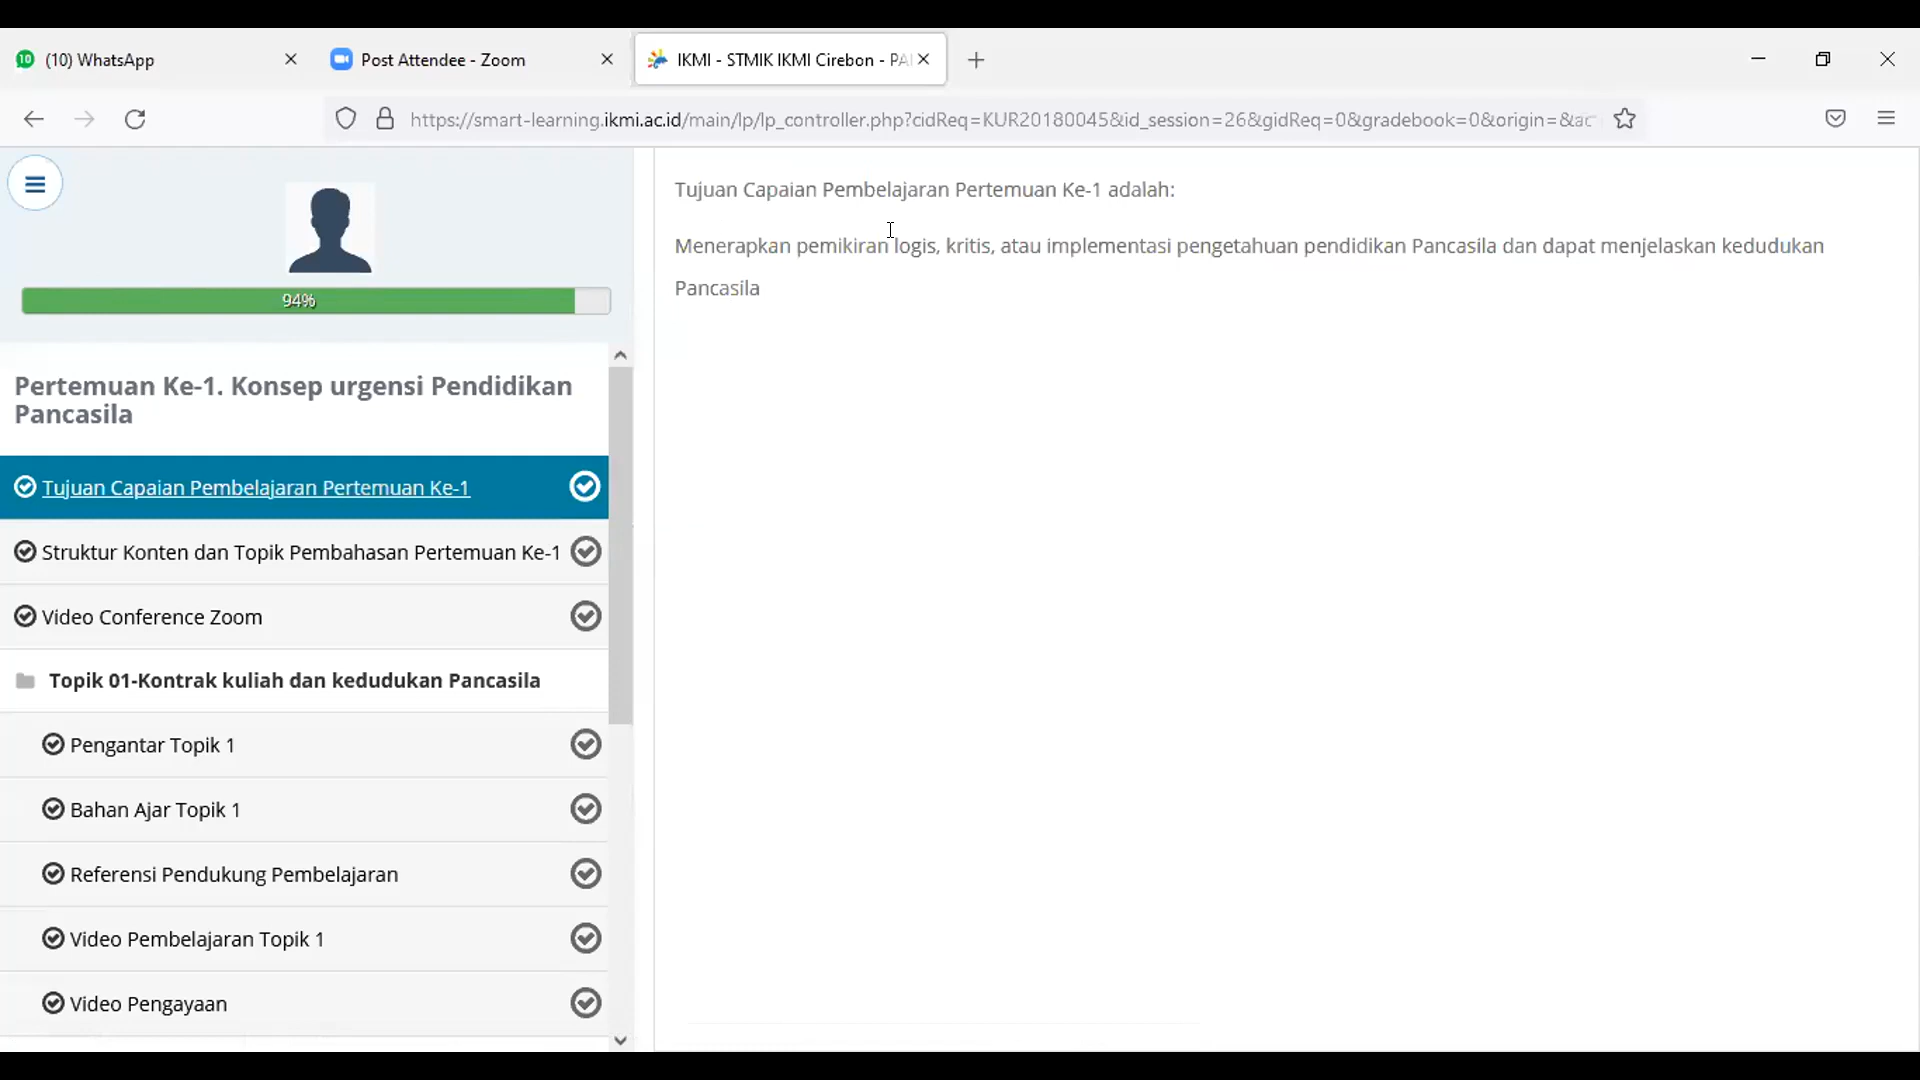 10 (10) WhatsApp
Post Attendee - Zoom
IKMI - STMIK IKMI Cirebon - PA
https://smart-learning.ikmi.ac.id/main/lp/lp_controller.php?cidReq=KUR20180045&id_session=26&gidReq=0&gradebook=0&origin=&ac
94%
Pertemuan Ke-1. Konsep urgensi Pendidikan
Pancasila
Tujuan Capaian Pembelajaran Pertemuan Ke-1
Struktur Konten dan Topik Pembahasan Pertemuan Ke-1
Video Conference Zoom
Topik 01-Kontrak kuliah dan kedudukan Pancasila
Pengantar Topik 1
Bahan Ajar Topik 1
Referensi Pendukung Pembelajaran
Video Pembelajaran Topik 1
Video Pengayaan
Tujuan Capaian Pembelajaran Pertemuan Ke-1 adalah:
Menerapkan pemikiran logis, kritis, atau implementasi pengetahuan pendidikan Pancasila dan dapat menjelaskan kedudukan
Pancasila